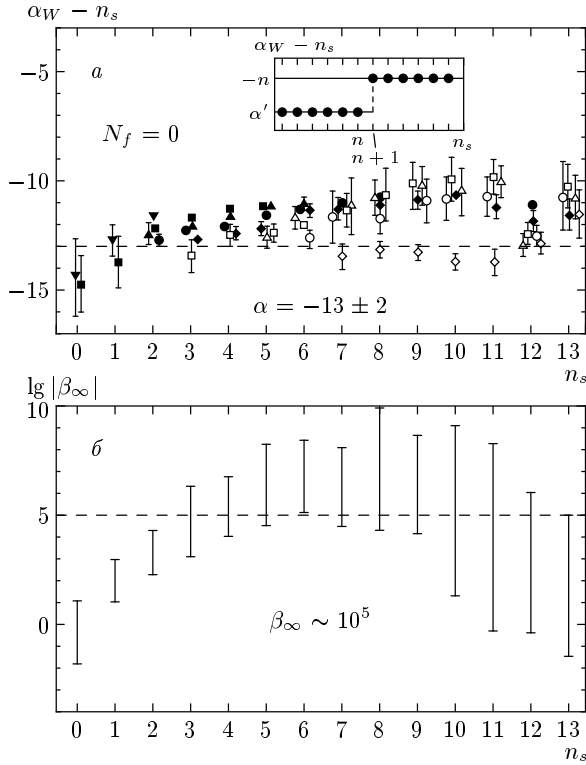 α_W − n_s
−5
−10
−15
а
N_f = 0
α_W − n_s
−n
α′
n
n + 1
n_s
α = −13 ± 2
0 1 2 3 4 5 6 7 8 9 10 11 12 13
n_s
lg |β_∞|
10
5
0
б
β_∞ ∼ 10^5
0 1 2 3 4 5 6 7 8 9 10 11 12 13
n_s